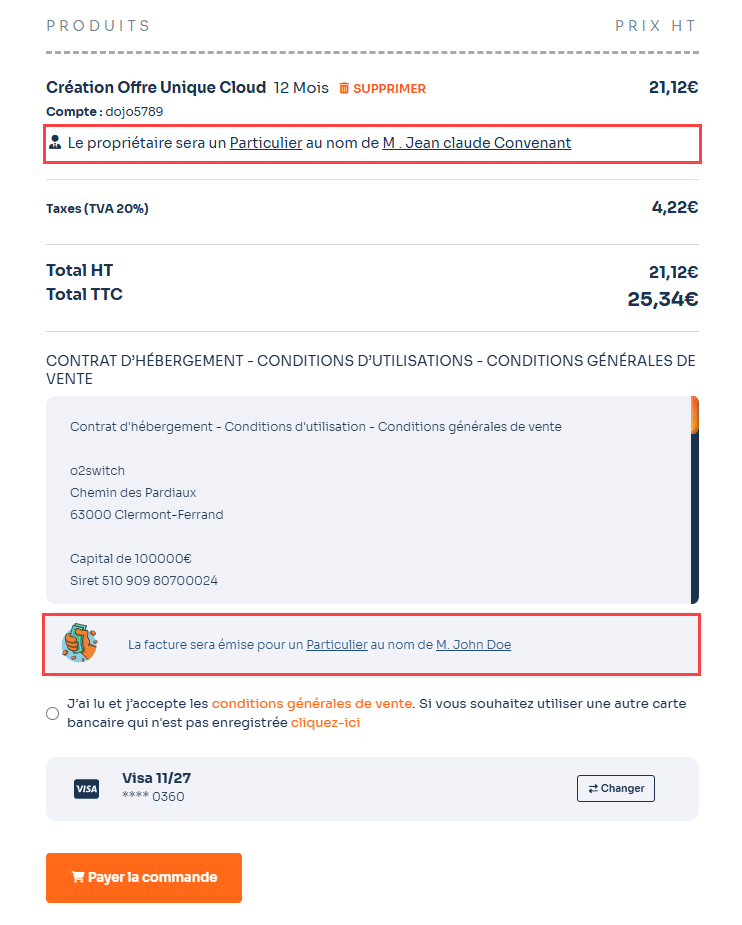 PRODUITS PRIX HT
Création Offre Unique Cloud 12 Mois SUPPRIMER 21,12€
Compte : dojo5789
Le propriétaire sera un Particulier au nom de M . Jean claude Convenant
Taxes (TVA 20%) 4,22€
Total HT 21,12€
Total TTC 25,34€
CONTRAT D'HÉBERGEMENT - CONDITIONS D'UTILISATIONS - CONDITIONS GÉNÉRALES DE
VENTE
Contrat d'hébergement - Conditions d'utilisation - Conditions générales de vente
o2switch
Chemin des Pardiaux
63000 Clermont-Ferrand
Capital de 100000€
Siret 510 909 80700024
La facture sera émise pour un Particulier au nom de M. John Doe
J'ai lu et j'accepte les conditions générales de vente. Si vous souhaitez utiliser une autre carte
bancaire qui n'est pas enregistrée cliquez-ici
VISA Visa 11/27
**** 0360
Changer
Payer la commande